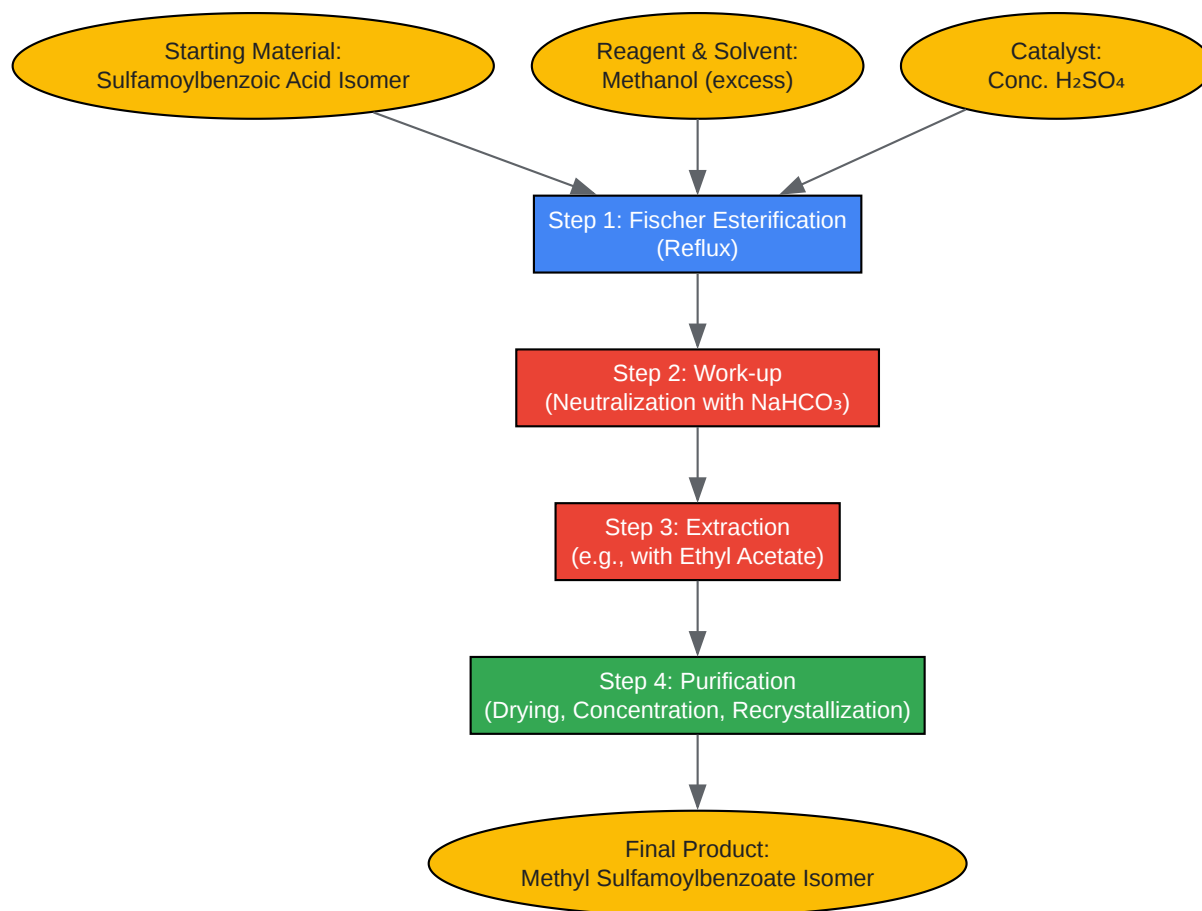 Starting Material:
Sulfamoylbenzoic Acid Isomer
Reagent & Solvent:
Methanol (excess)
Catalyst:
Conc. H₂SO₄
Step 1: Fischer Esterification
(Reflux)
Step 2: Work-up
(Neutralization with NaHCO₃)
Step 3: Extraction
(e.g., with Ethyl Acetate)
Step 4: Purification
(Drying, Concentration, Recrystallization)
Final Product:
Methyl Sulfamoylbenzoate Isomer